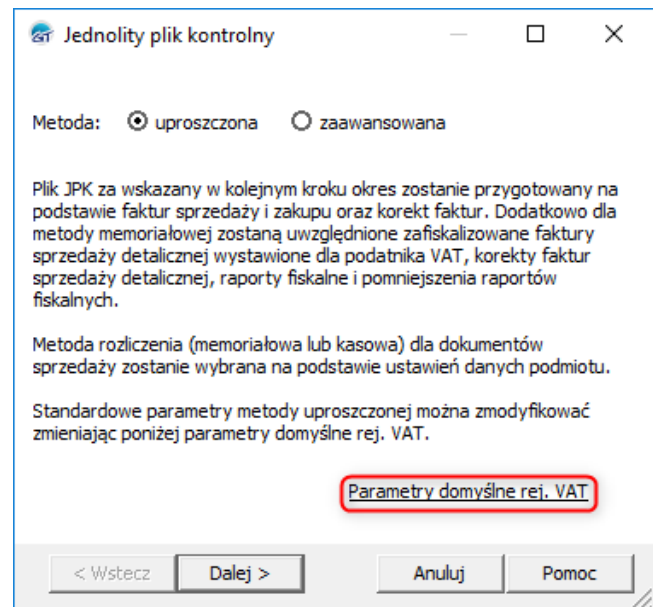 Jednolity plik kontrolny
Metoda: uproszczona zaawansowana
Plik JPK za wskazany w kolejnym kroku okres zostanie przygotowany na
podstawie faktur sprzedaży i zakupu oraz korekt faktur. Dodatkowo dla
metody memoriałowej zostaną uwzględnione zafiskalizowane faktury
sprzedaży detalicznej wystawione dla podatnika VAT, korekty faktur
sprzedaży detalicznej, raporty fiskalne i pomniejszenia raportów
fiskalnych.
Metoda rozliczenia (memoriałowa lub kasowa) dla dokumentów
sprzedaży zostanie wybrana na podstawie ustawień danych podmiotu.
Standardowe parametry metody uproszczonej można zmodyfikować
zmieniając poniżej parametry domyślne rej. VAT.
Parametry domyślne rej. VAT
< Wstecz Dalej > Anuluj Pomoc